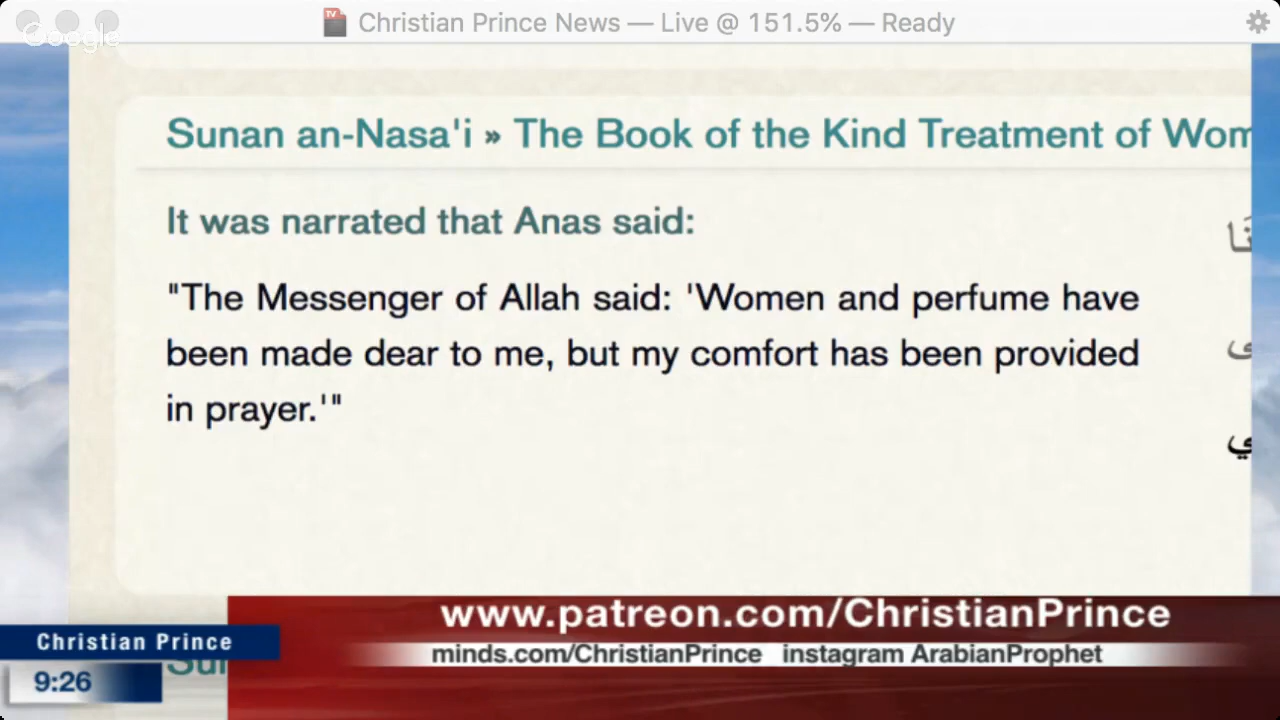 Christian Prince News — Live @ 151.5% — Ready
Google
Sunan an-Nasa'i » The Book of the Kind Treatment of Wom
It was narrated that Anas said:
"The Messenger of Allah said: 'Women and perfume have
been made dear to me, but my comfort has been provided
in prayer.'"
www.patreon.com/ChristianPrince
Christian Prince
minds.com/ChristianPrince instagram ArabianProphet
9:26